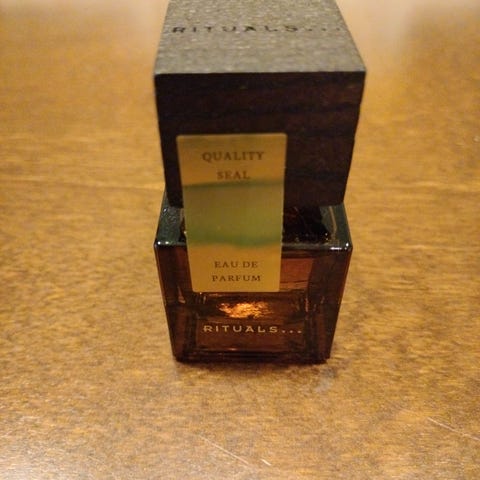 RITUALS...
QUALITY
SEAL
EAU DE
PARFUM
RITUALS...